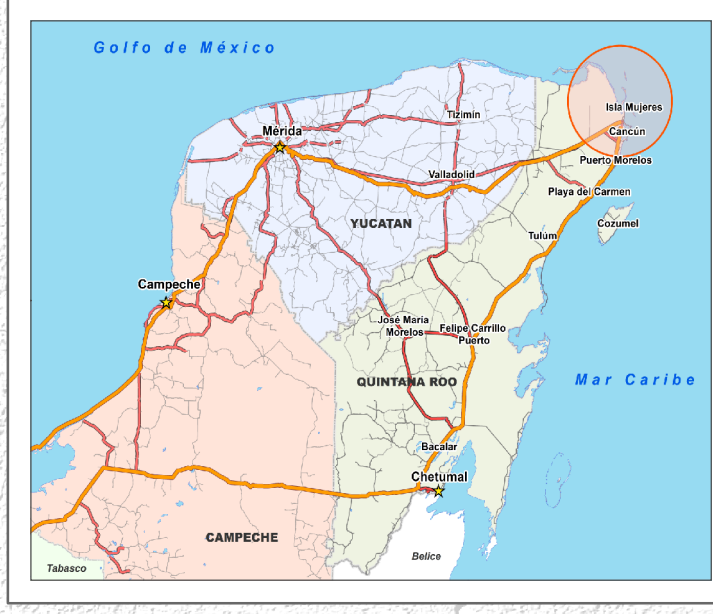 Golfo de México
Isla Mujeres
Tizimín
Mérida
Cancún
Puerto Morelos
Valladolid
Playa del Carmen
YUCATAN
Cozumel
Tulúm
Campeche
José María
Morelos
Felipe Carrillo
Puerto
QUINTANA ROO
Mar Caribe
Bacalar
Chetumal
CAMPECHE
Belice
Tabasco